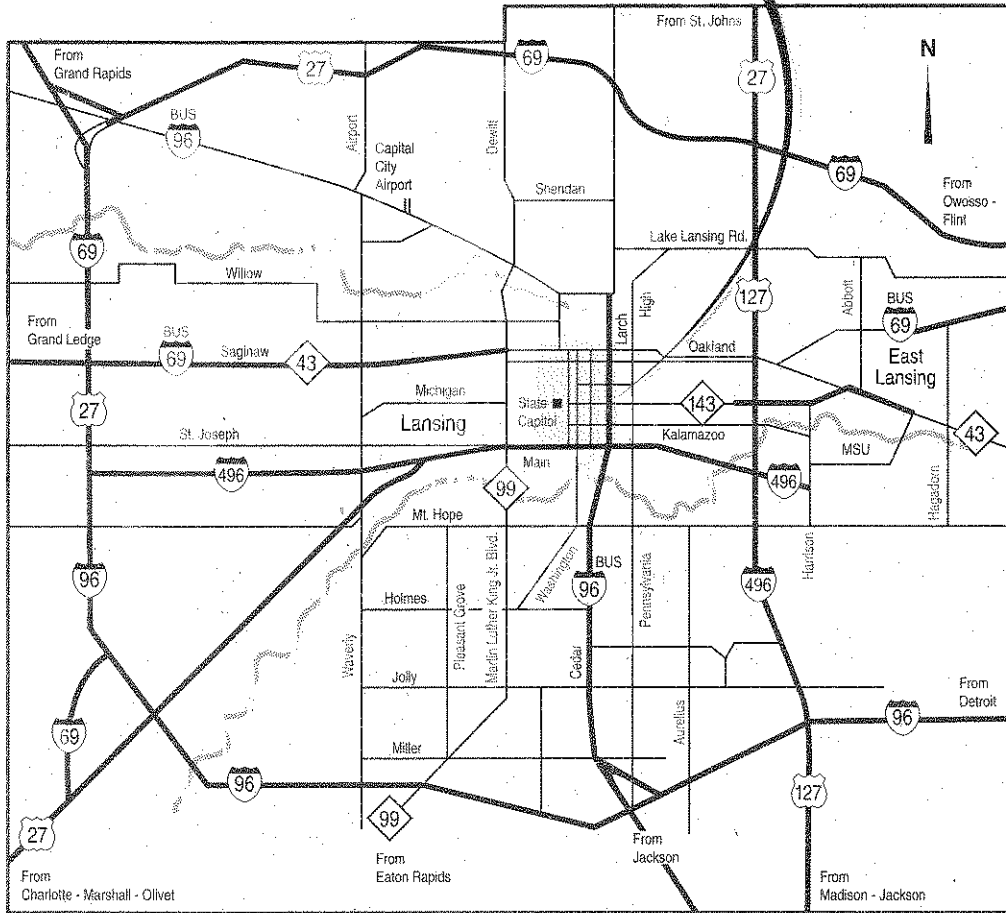 From St. Johns
From
Grand Rapids
27
69
27
N
BUS
96
Airport
Capital
City
Airport
Dewitt
69
Sheridan
From
Owosso -
Flint
Lake Lansing Rd.
69
Willow
127
Abbott
BUS
69
Larch
High
From
Grand Ledge
BUS
69
Saginaw
43
Oakland
East
Lansing
Michigan
27
State
Capitol
143
Lansing
St. Joseph
Kalamazoo
43
MSU
Main
496
496
99
Hagadorn
Mt. Hope
Harrison
Washington
BUS
96
96
496
Pennsylvania
Holmes
Pleasant Grove
Martin Luther King Jr. Blvd.
Waverly
Cedar
Jolly
From
Detroit
96
Aurelius
69
Miller
96
127
99
27
From
Jackson
From
Eaton Rapids
From
Charlotte - Marshall - Olivet
From
Madison - Jackson